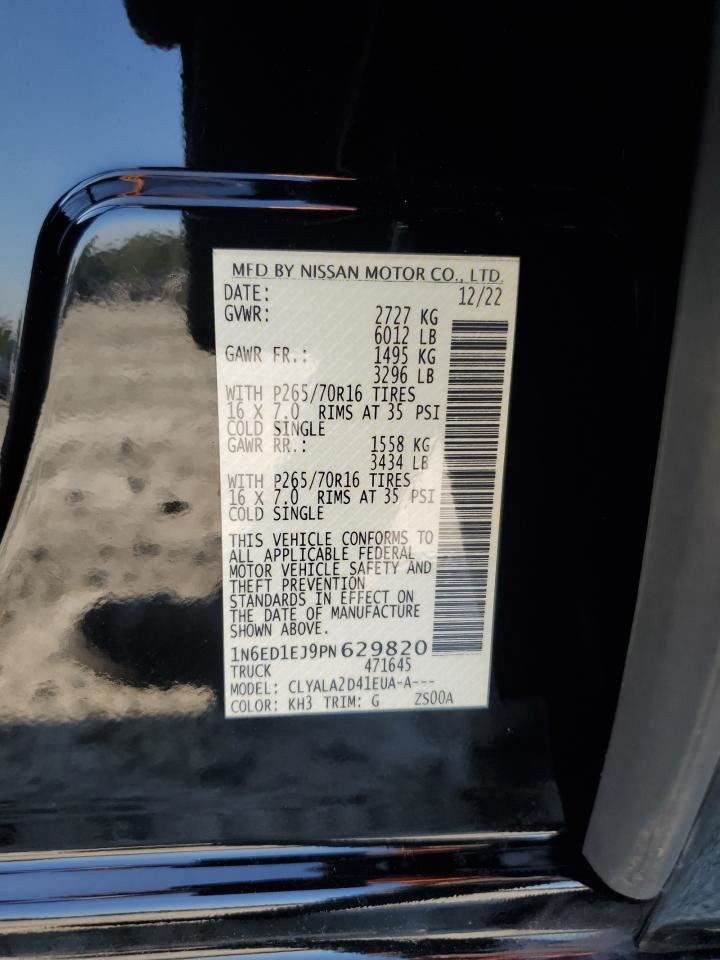 MFD BY NISSAN MOTOR CO., LTD.
DATE: 12/22
GVWR: 2727 KG
6012 LB
GAWR FR.: 1495 KG
3296 LB
WITH P265/70R16 TIRES
16 X 7.0 RIMS AT 35 PSI
COLD SINGLE
GAWR RR.: 1558 KG
3434 LB
WITH P265/70R16 TIRES
16 X 7.0 RIMS AT 35 PSI
COLD SINGLE
THIS VEHICLE CONFORMS TO
ALL APPLICABLE FEDERAL
MOTOR VEHICLE SAFETY AND
THEFT PREVENTION
STANDARDS IN EFFECT ON
THE DATE OF MANUFACTURE
SHOWN ABOVE.
1N6ED1EJ9PN 629820
TRUCK 471645
MODEL: CLYALA2D41EUA-A---
COLOR: KH3 TRIM: G ZS00A